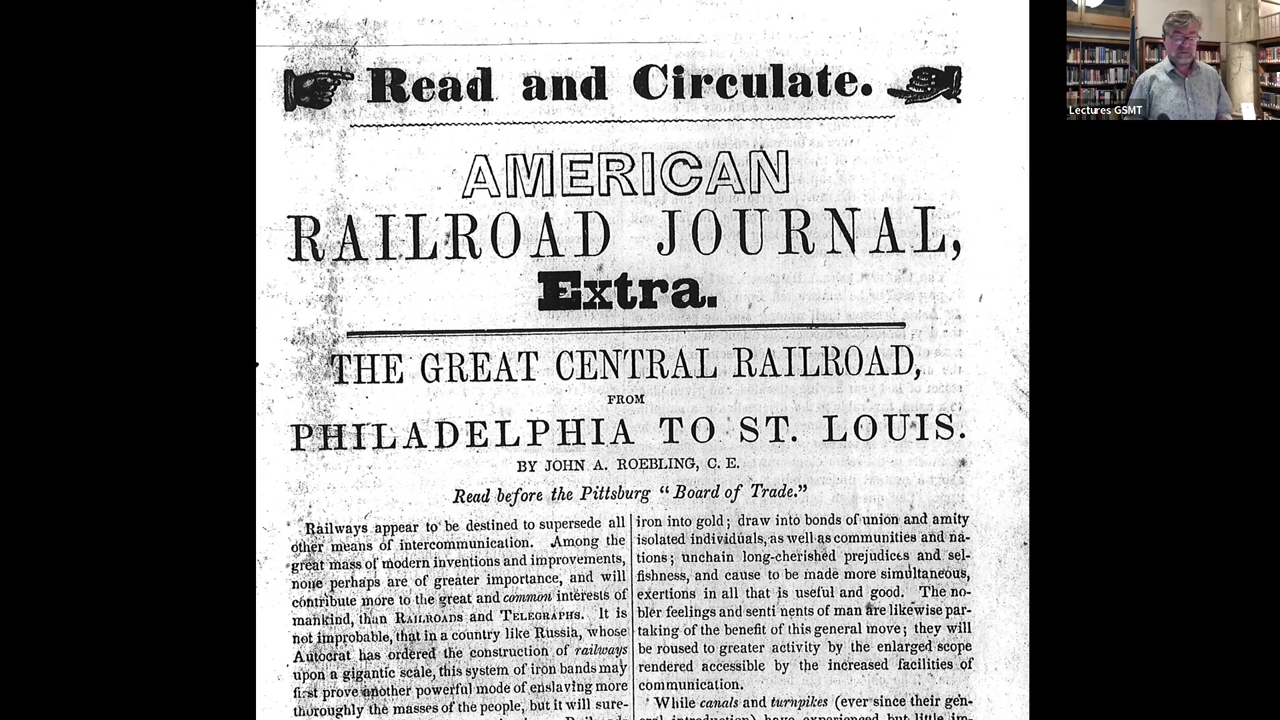 Read and Circulate.
AMERICAN
RAILROAD JOURNAL,
Extra.
THE GREAT CENTRAL RAILROAD,
FROM
PHILADELPHIA TO ST. LOUIS.
BY JOHN A. ROEBLING, C. E.
Read before the Pittsburg "Board of Trade."
Railways appear to be destined to supersede all
other means of intercommunication. Among the
great mass of modern inventions and improvements,
none perhaps are of greater importance, and will
contribute more to the great and common interests of
mankind, than RAILROADS and TELEGRAPHS. It is
not improbable, that in a country like Russia, whose
Autocrat has ordered the construction of railways
upon a gigantic scale, this system of iron bands may
first prove another powerful mode of enslaving more
thoroughly the masses of the people, but it will sure-
iron into gold; draw into bonds of union and amity
isolated individuals, as well as communities and na-
tions; unchain long-cherished prejudices and sel-
fishness, and cause to be made more simultaneous,
exertions in all that is useful and good. The no-
bler feelings and senti nents of man are likewise par-
taking of the benefit of this general move; they will
be roused to greater activity by the enlarged scope
rendered accessible by the increased facilities of
communication.
While canals and turnpikes (ever since their gen-
eral introduction) have experienced but little im-
Lectures GSMT